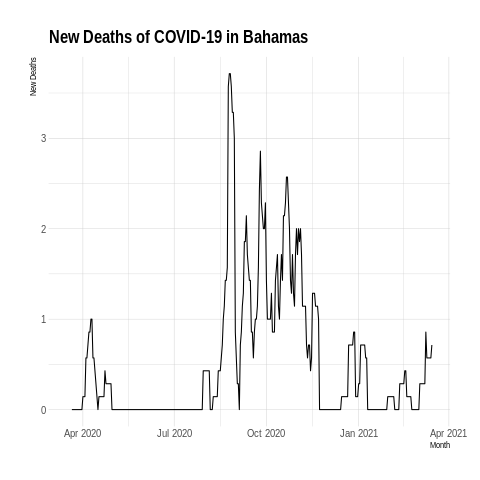 New Deaths of COVID-19 in Bahamas
New Deaths
3
2
1
0
Apr 2020 Jul 2020 Oct 2020 Jan 2021 Apr 2021
Month